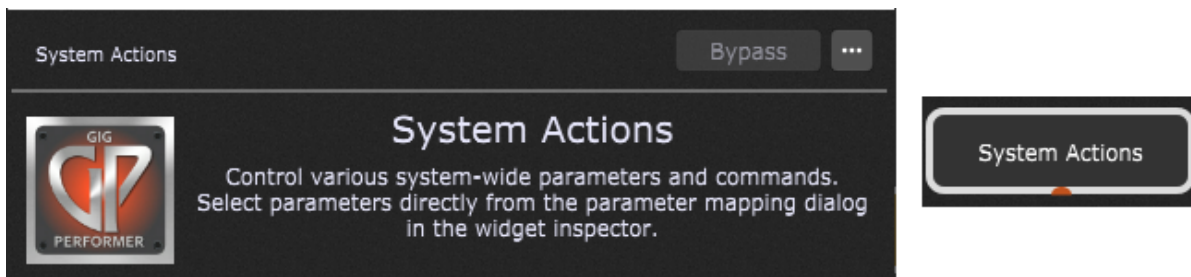 System Actions
Bypass
...
GIG
GP
PERFORMER
System Actions
Control various system-wide parameters and commands.
Select parameters directly from the parameter mapping dialog
in the widget inspector.
System Actions